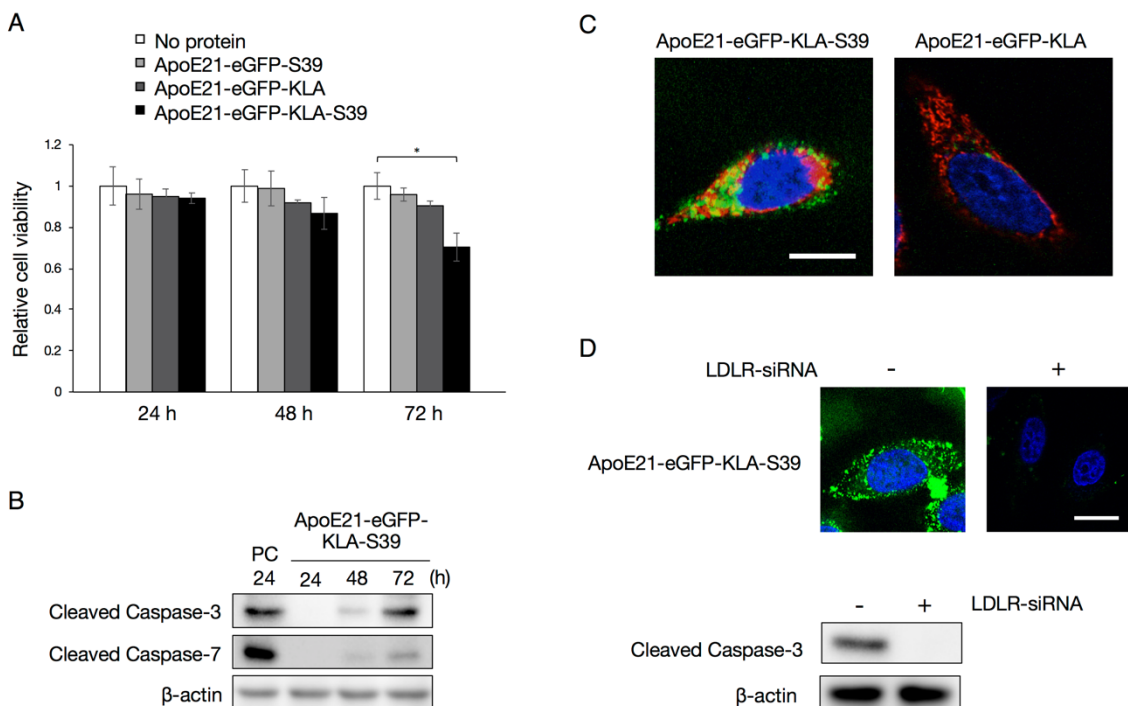 A
No protein
ApoE21-eGFP-S39
ApoE21-eGFP-KLA
ApoE21-eGFP-KLA-S39
Relative cell viability
1.2
1
0.8
0.6
0.4
0.2
0
*
24 h
48 h
72 h
B
ApoE21-eGFP-
KLA-S39
PC
24 24 48 72 (h)
Cleaved Caspase-3
Cleaved Caspase-7
β-actin
C
ApoE21-eGFP-KLA-S39
ApoE21-eGFP-KLA
D
LDLR-siRNA - +
ApoE21-eGFP-KLA-S39
- + LDLR-siRNA
Cleaved Caspase-3
β-actin